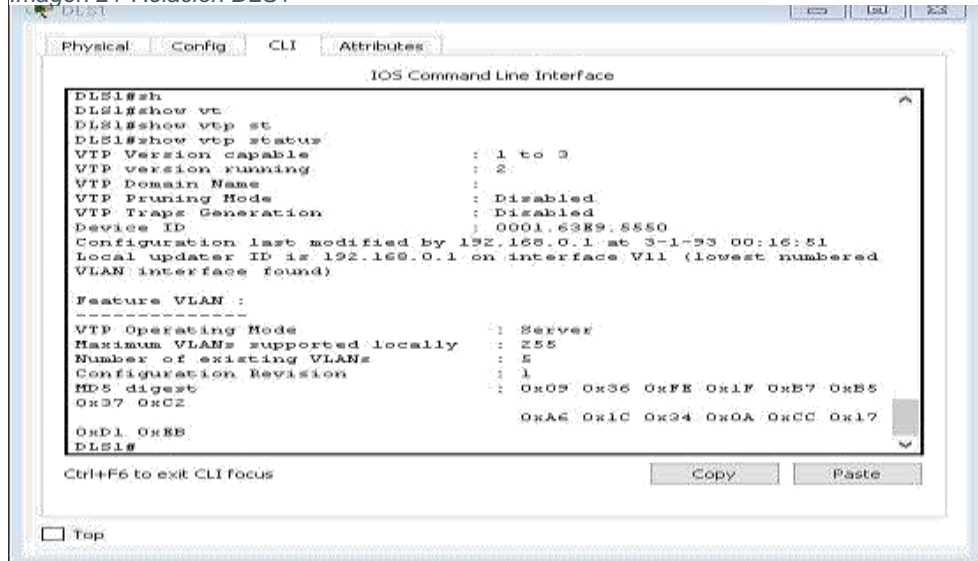 Imagen 21 Relación DLS1
DLS1
Physical Config CLI Attributes
IOS Command Line Interface
DLS1#sh
DLS1#show vt
DLS1#show vtp st
DLS1#show vtp status
VTP Version capable : 1 to 3
VTP version running : 2
VTP Domain Name :
VTP Pruning Mode : Disabled
VTP Traps Generation : Disabled
Device ID : 0001.63E9.5550
Configuration last modified by 192.168.0.1 at 3-1-93 00:16:51
Local updater ID is 192.168.0.1 on interface Vl1 (lowest numbered
VLAN interface found)
Feature VLAN :
--------------
VTP Operating Mode : Server
Maximum VLANs supported locally : 255
Number of existing VLANs : 5
Configuration Revision : 1
MD5 digest : 0x09 0x36 0xFE 0x1F 0xB7 0xB5
0x37 0xC2
0xA6 0x1C 0x34 0x0A 0xCC 0x17
0xD1 0xEB
DLS1#
Ctrl+F6 to exit CLI focus
Copy Paste
Top